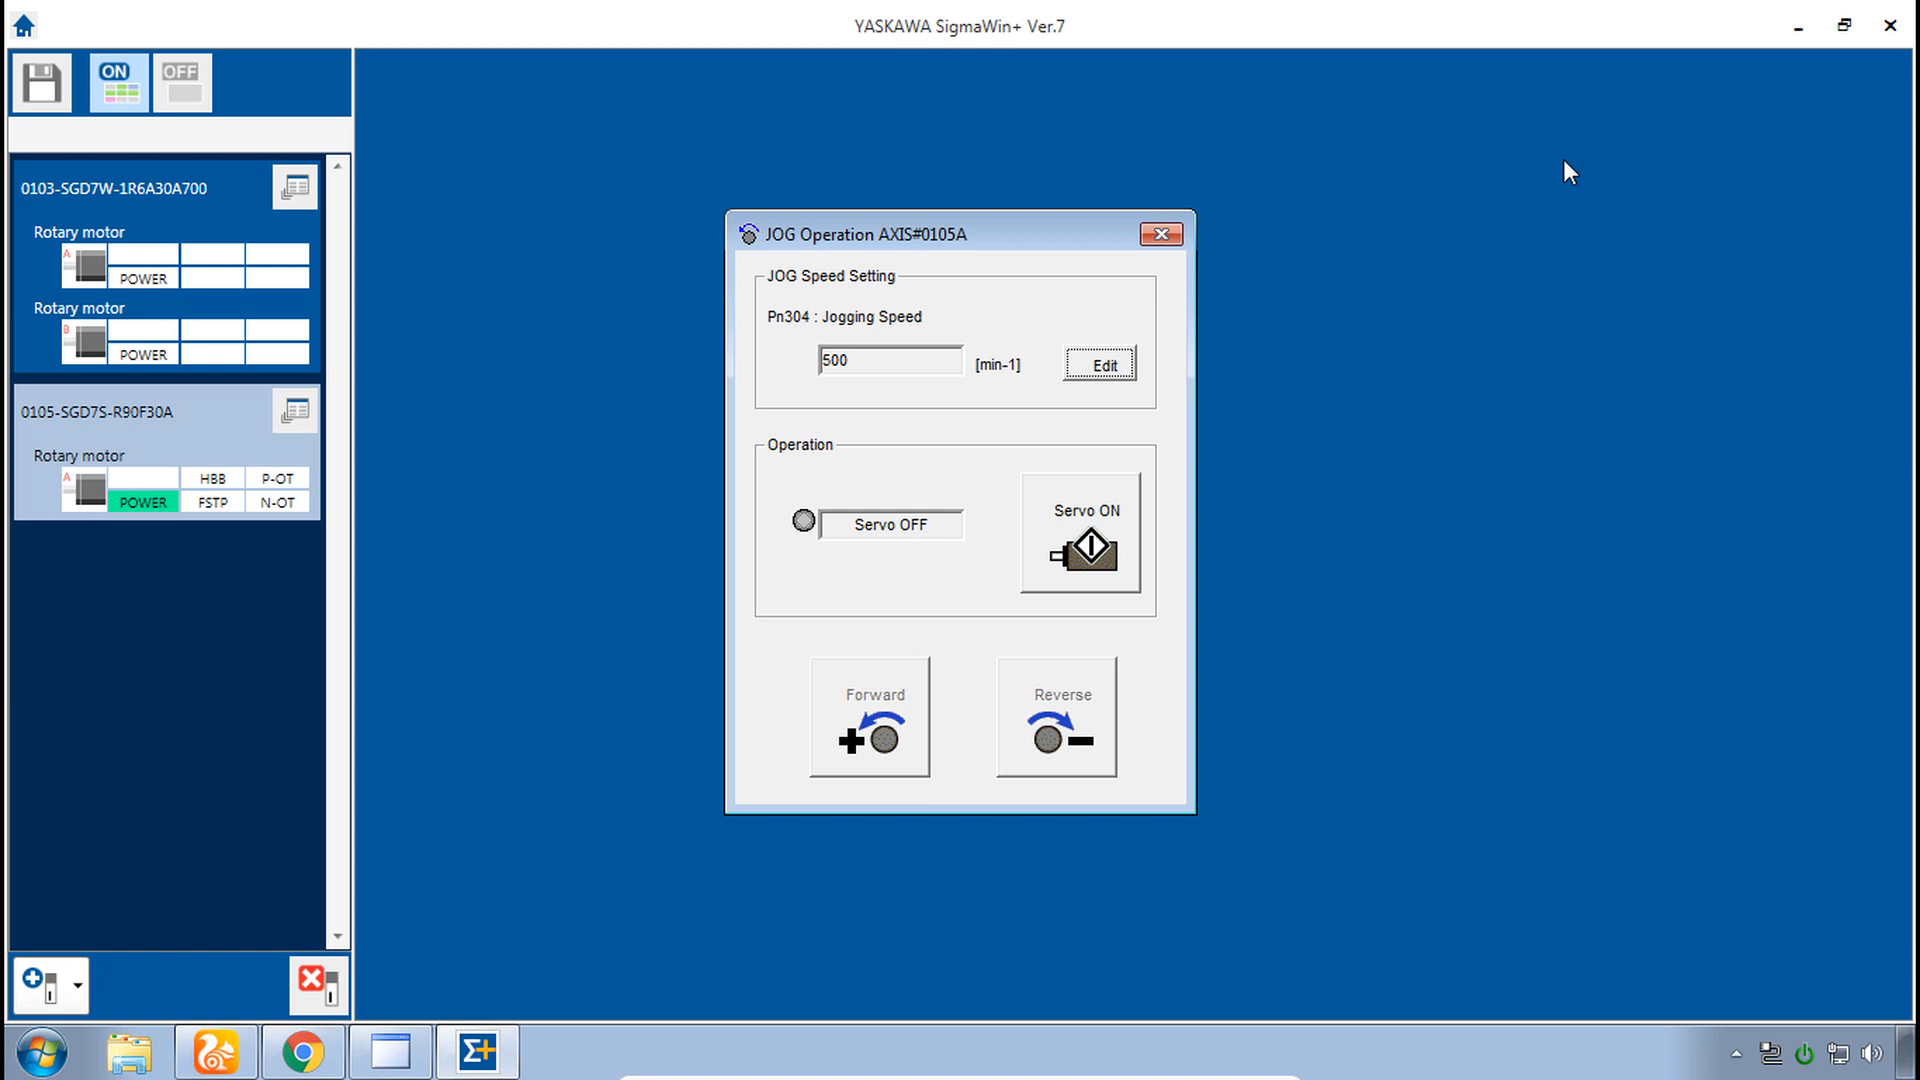 YASKAWA SigmaWin+ Ver.7
ON
OFF
0103-SGD7W-1R6A30A700
Rotary motor
A
POWER
Rotary motor
B
POWER
0105-SGD7S-R90F30A
Rotary motor
A
HBB
P-OT
POWER
FSTP
N-OT
JOG Operation AXIS#0105A
JOG Speed Setting
Pn304 : Jogging Speed
500
[min-1]
Edit
Operation
Servo OFF
Servo ON
Forward
Reverse
Σ+